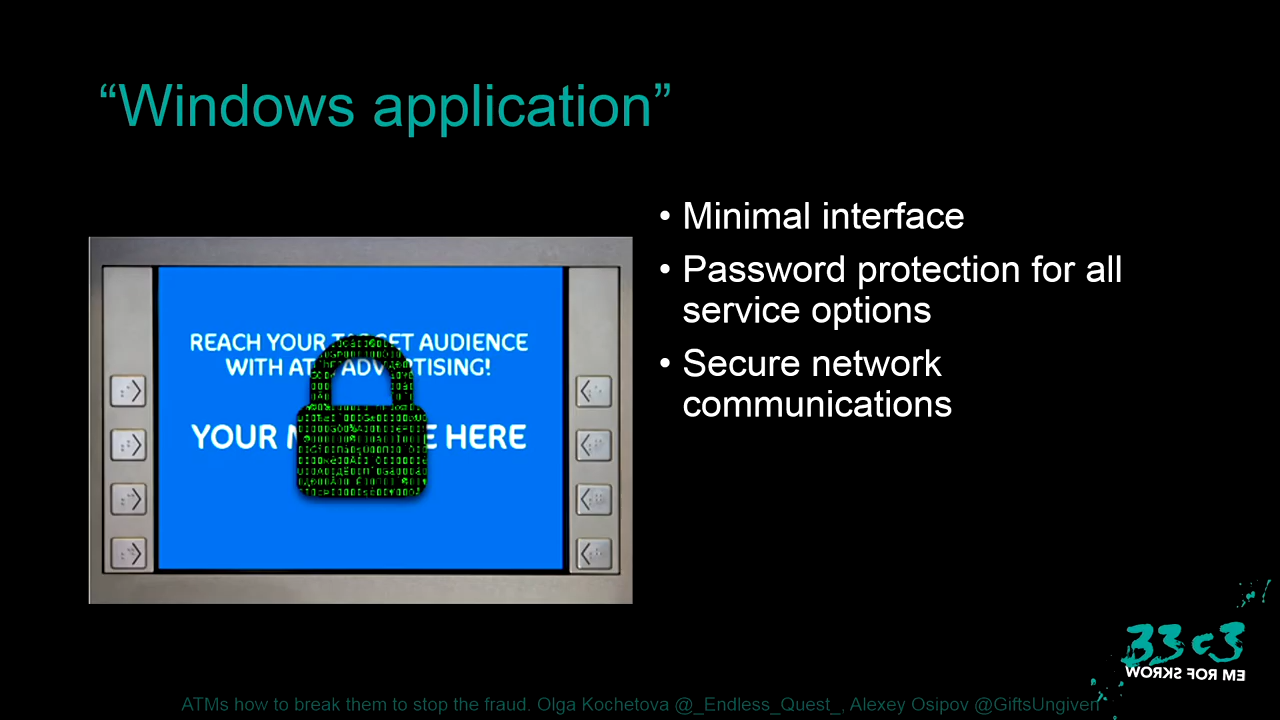 “Windows application”
• Minimal interface
• Password protection for all
service options
• Secure network
communications
REACH YOUR TARGET AUDIENCE
WITH ADVERTISING!
YOUR HERE
33c3
WORKS FOR ME
ATMs how to break them to stop the fraud. Olga Kochetova @_Endless_Quest_, Alexey Osipov @GiftsUngiven